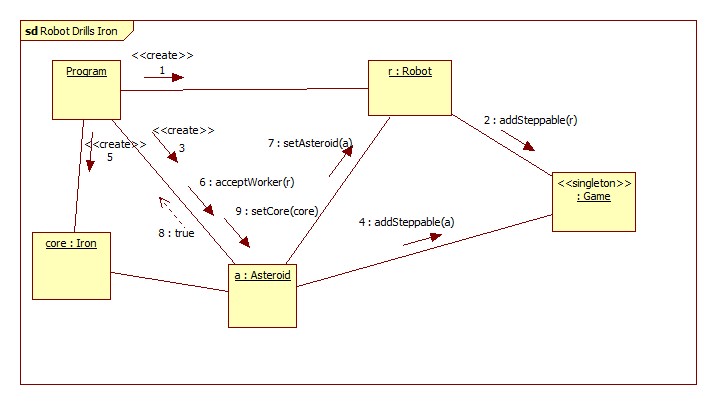 sd Robot Drills Iron
<<create>>
1
Program
r : Robot
2 : addSteppable(r)
<<create>>
3
<<create>>
5
7 : setAsteroid(a)
<<singleton>>
: Game
6 : acceptWorker(r)
9 : setCore(core)
4 : addSteppable(a)
8 : true
core : Iron
a : Asteroid